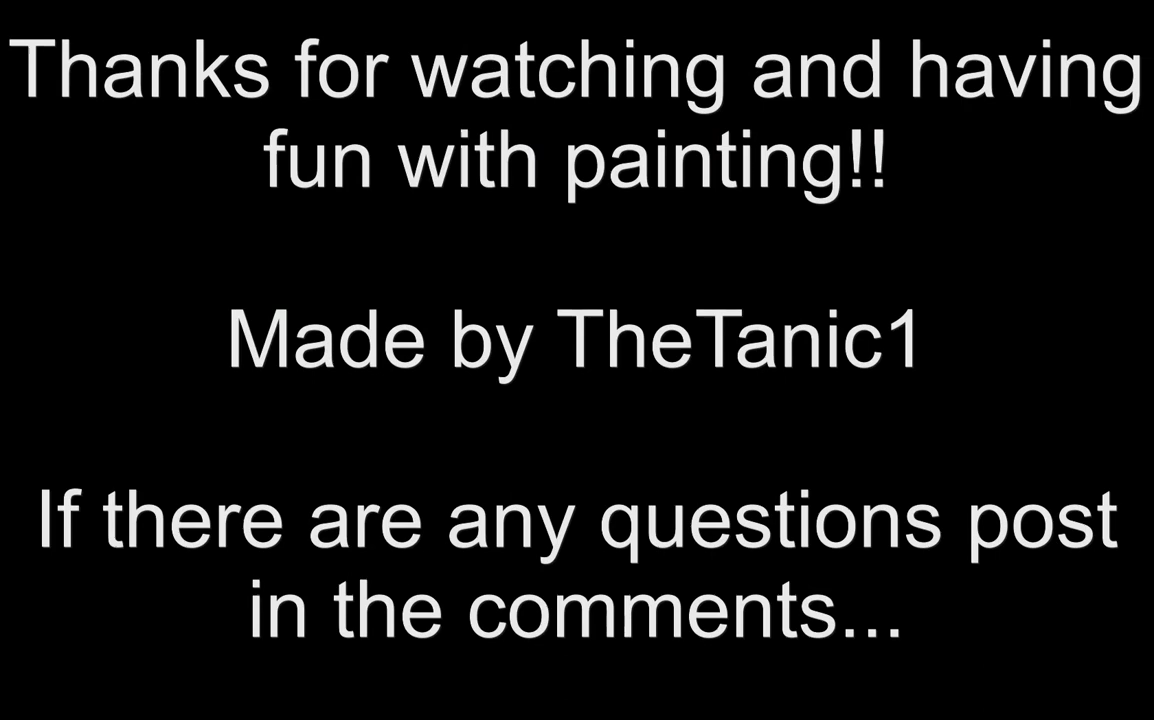 Thanks for watching and having
fun with painting!!
Made by TheTanic1
If there are any questions post
in the comments...